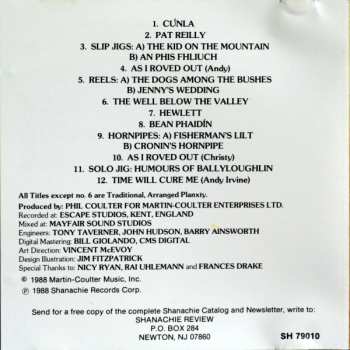 1. CUNLA
2. PAT REILLY
3. SLIP JIGS: A) THE KID ON THE MOUNTAIN
B) AN PHIS FHLIUCH
4. AS I ROVED OUT (Andy)
5. REELS: A) THE DOGS AMONG THE BUSHES
B) JENNY'S WEDDING
6. THE WELL BELOW THE VALLEY
7. HEWLETT
8. BEAN PHAIDÍN
9. HORNPIPES: A) FISHERMAN'S LILT
B) CRONIN'S HORNPIPE
10. AS I ROVED OUT (Christy)
11. SOLO JIG: HUMOURS OF BALLYLOUGHLIN
12. TIME WILL CURE ME (Andy Irvine)
All Titles except no. 6 are Traditional, Arranged Planxty.
Produced by: PHIL COULTER FOR MARTIN-COULTER ENTERPRISES LTD.
Recorded at: ESCAPE STUDIOS, KENT, ENGLAND
Mixed at: MAYFAIR SOUND STUDIOS
Engineers: TONY TAVERNER, JOHN HUDSON, BARRY AINSWORTH
Digital Mastering: BILL GIOLANDO, CMS DIGITAL
Art Direction: VINCENT McEVOY
Design Illustration: JIM FITZPATRICK
Special Thanks to: NICY RYAN, RAI UHLEMANN and FRANCES DRAKE
© 1988 Martin-Coulter Music, Inc.
℗ 1988 Shanachie Records Corp.
Send for a free copy of the complete Shanachie Catalog and Newsletter, write to:
SHANACHIE REVIEW
P.O. BOX 284
NEWTON, NJ 07860
SH 79010